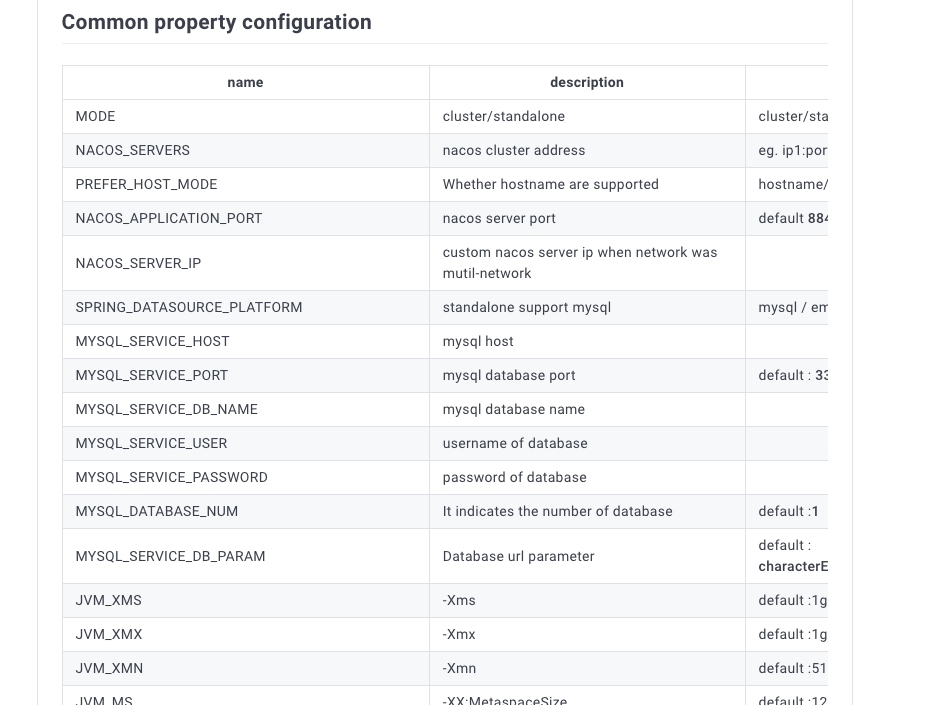 Common property configuration
name description
MODE cluster/standalone cluster/sta
NACOS_SERVERS nacos cluster address eg. ip1:por
PREFER_HOST_MODE Whether hostname are supported hostname/
NACOS_APPLICATION_PORT nacos server port default 884
NACOS_SERVER_IP custom nacos server ip when network was
mutil-network
SPRING_DATASOURCE_PLATFORM standalone support mysql mysql / em
MYSQL_SERVICE_HOST mysql host
MYSQL_SERVICE_PORT mysql database port default : 33
MYSQL_SERVICE_DB_NAME mysql database name
MYSQL_SERVICE_USER username of database
MYSQL_SERVICE_PASSWORD password of database
MYSQL_DATABASE_NUM It indicates the number of database default :1
MYSQL_SERVICE_DB_PARAM Database url parameter default :
characterE
JVM_XMS -Xms default :1g
JVM_XMX -Xmx default :1g
JVM_XMN -Xmn default :51
JVM_MS -XX:MetaspaceSize default :12